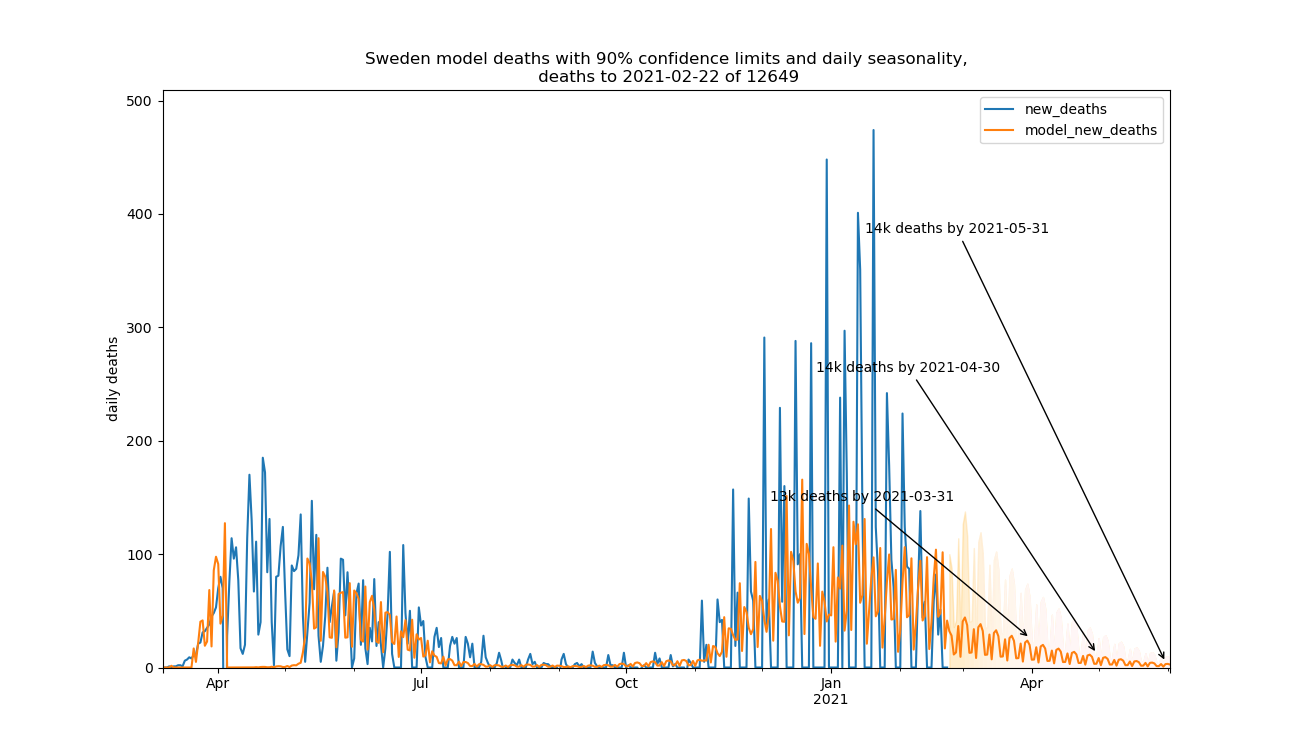 Sweden model deaths with 90% confidence limits and daily seasonality,
deaths to 2021-02-22 of 12649
500
400
300
200
100
0
daily deaths
new_deaths
model_new_deaths
14k deaths by 2021-05-31
14k deaths by 2021-04-30
13k deaths by 2021-03-31
Apr
Jul
Oct
Jan
2021
Apr